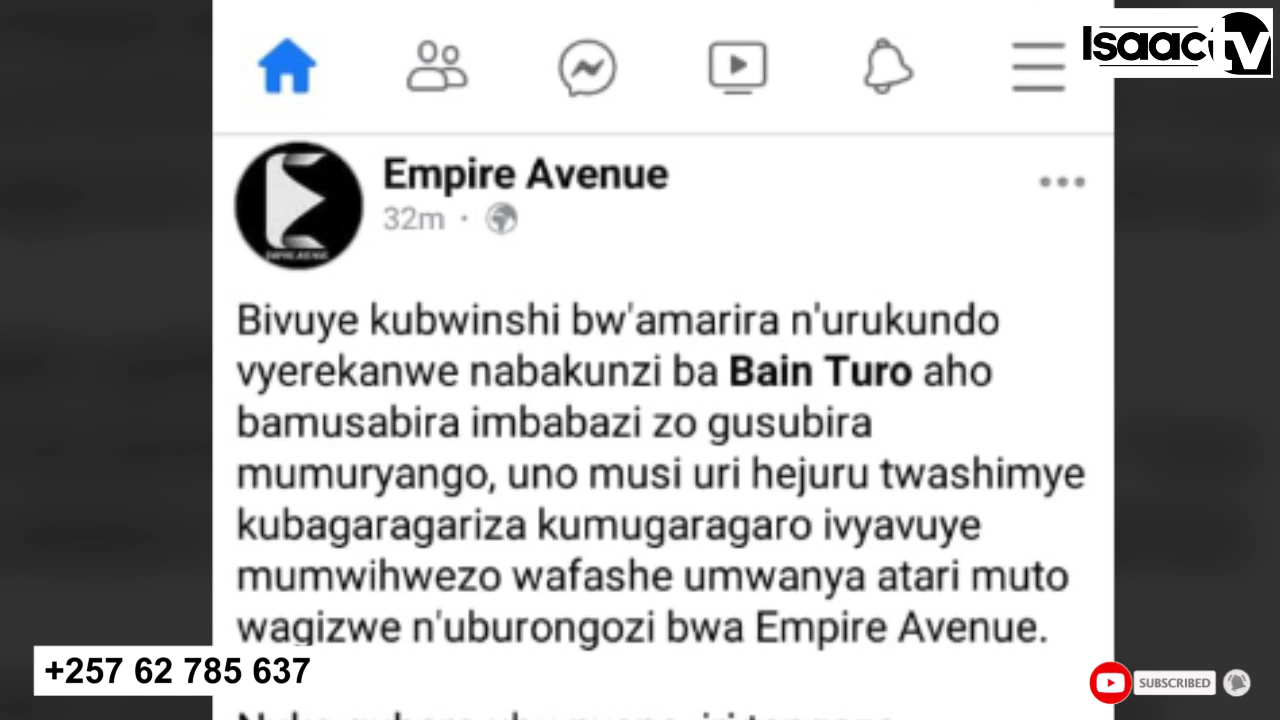 Isaac tv
Empire Avenue
32m ·
EMPIRE AVENUE
Bivuye kubwinshi bw'amarira n'urukundo
vyerekanwe nabakunzi ba Bain Turo aho
bamusabira imbabazi zo gusubira
mumuryango, uno musi uri hejuru twashimye
kubagaragariza kumugaragaro ivyavuye
mumwihwezo wafashe umwanya atari muto
wagizwe n'uburongozi bwa Empire Avenue.
+257 62 785 637
SUBSCRIBED